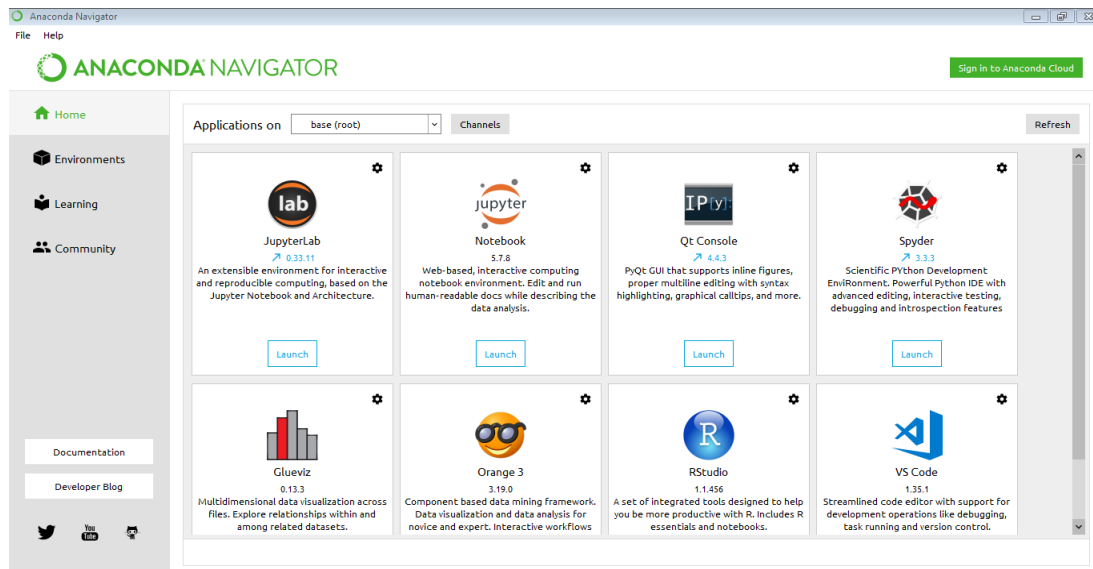 Anaconda Navigator
File Help
ANACONDA NAVIGATOR
Sign in to Anaconda Cloud
Home
Environments
Learning
Community
Documentation
Developer Blog
You
Tube
Applications on
base (root)
Channels
Refresh
lab
JupyterLab
0.33.11
An extensible environment for interactive
and reproducible computing, based on the
Jupyter Notebook and Architecture.
Launch
jupyter
Notebook
5.7.8
Web-based, interactive computing
notebook environment. Edit and run
human-readable docs while describing the
data analysis.
Launch
IP[y]:
Qt Console
4.4.3
PyQt GUI that supports inline figures,
proper multiline editing with syntax
highlighting, graphical calltips, and more.
Launch
Spyder
3.3.3
Scientific PYthon Development
EnviRonment. Powerful Python IDE with
advanced editing, interactive testing,
debugging and introspection features
Launch
Glueviz
0.13.3
Multidimensional data visualization across
files. Explore relationships within and
among related datasets.
Orange 3
3.19.0
Component based data mining framework.
Data visualization and data analysis for
novice and expert. Interactive workflows
R
RStudio
1.1.456
A set of integrated tools designed to help
you be more productive with R. Includes R
essentials and notebooks.
VS Code
1.35.1
Streamlined code editor with support for
development operations like debugging,
task running and version control.